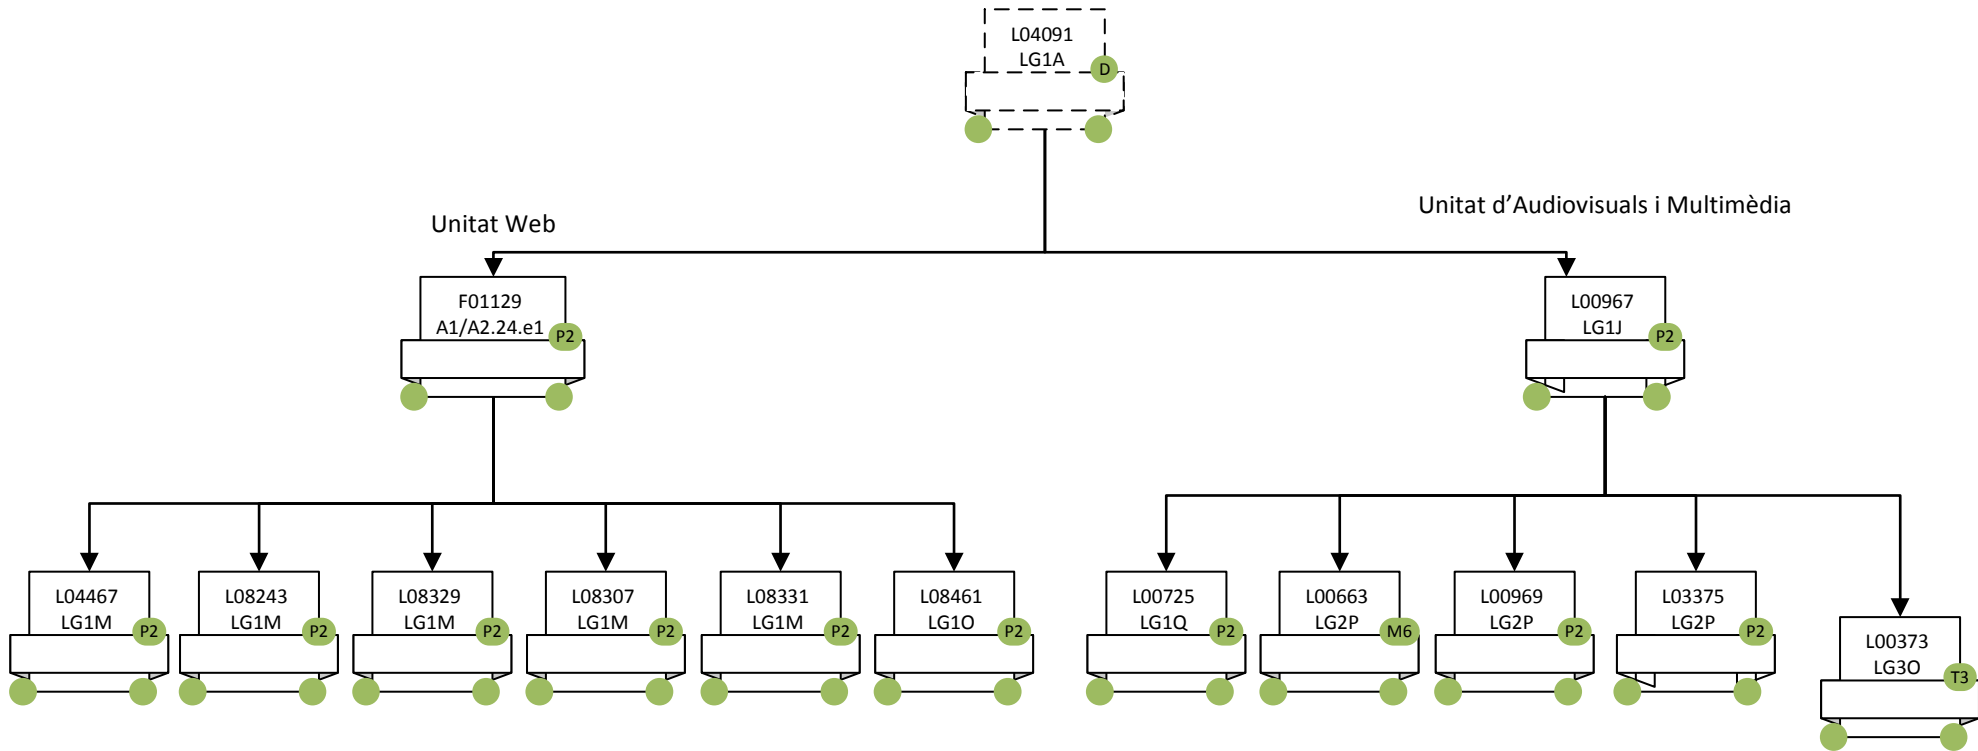 L04091
LG1A
D
Unitat Web
Unitat d’Audiovisuals i Multimèdia
F01129
A1/A2.24.e1
P2
L00967
LG1J
P2
L04467
LG1M
P2
L08243
LG1M
P2
L08329
LG1M
P2
L08307
LG1M
P2
L08331
LG1M
P2
L08461
LG1O
P2
L00725
LG1Q
P2
L00663
LG2P
M6
L00969
LG2P
P2
L03375
LG2P
P2
L00373
LG3O
T3